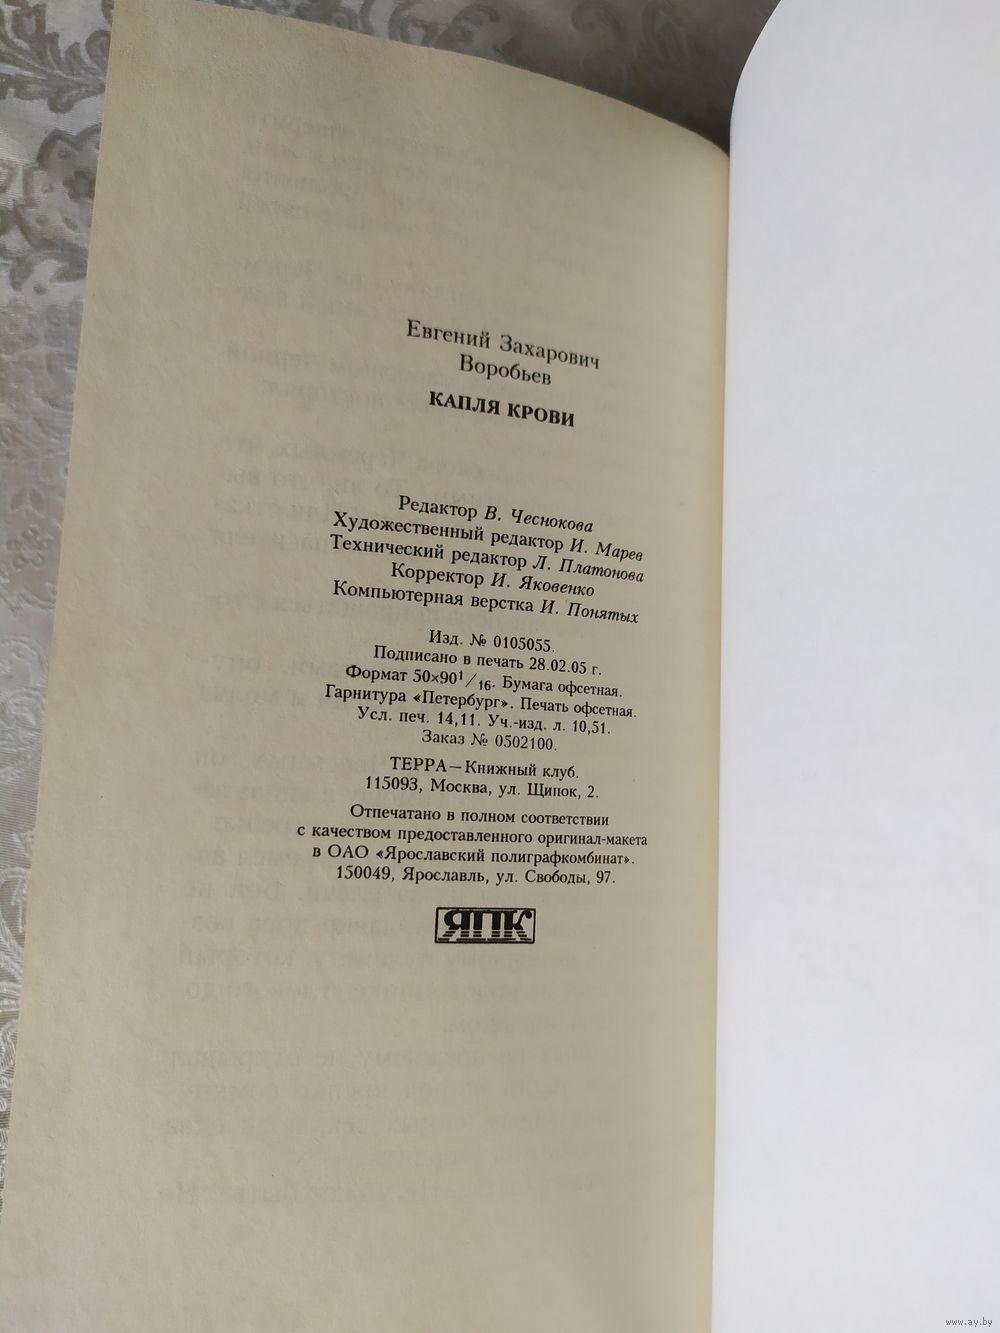 Евгений Захарович
Воробьев
КАПЛЯ КРОВИ
Редактор В. Чеснокова
Художественный редактор И. Марев
Технический редактор Л. Платонова
Корректор И. Яковенко
Компьютерная верстка И. Понятых
Изд. № 0105055.
Подписано в печать 28.02.05 г.
Формат 50×90¹/₁₆. Бумага офсетная.
Гарнитура «Петербург». Печать офсетная.
Усл. печ. 14,11. Уч.-изд. л. 10,51.
Заказ № 0502100.
ТЕРРА—Книжный клуб.
115093, Москва, ул. Щипок, 2.
Отпечатано в полном соответствии
с качеством предоставленного оригинал-макета
в ОАО «Ярославский полиграфкомбинат».
150049, Ярославль, ул. Свободы, 97.
ЯПК
www.ay.by